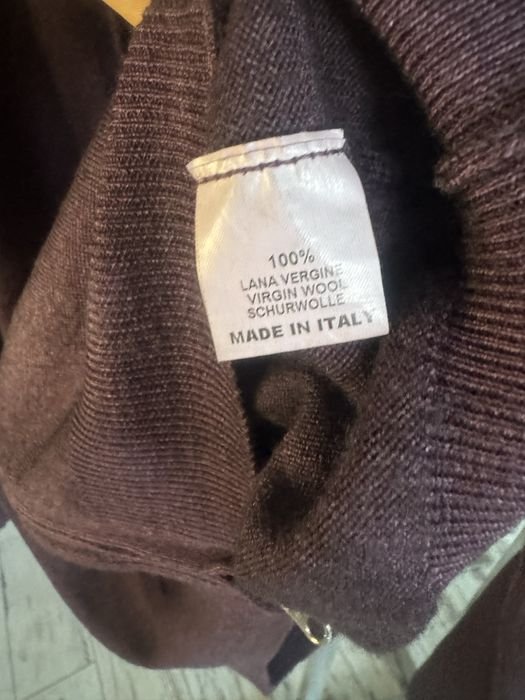 100%
LANA VERGINE
VIRGIN WOOL
SCHURWOLLE
MADE IN ITALY